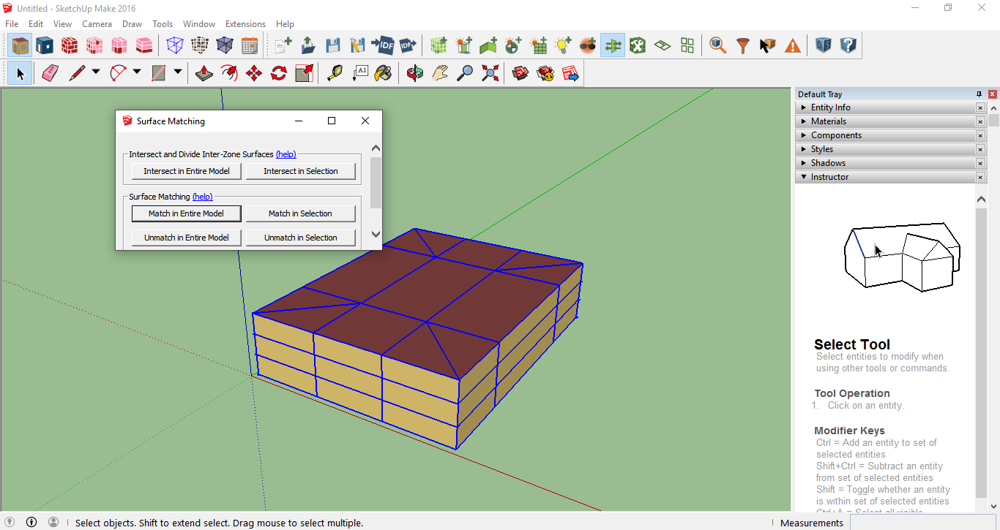 Untitled - SketchUp Make 2016
File Edit View Camera Draw Tools Window Extensions Help
IDF IDF
A1
Default Tray
Entity Info
Materials
Components
Styles
Shadows
Instructor
Surface Matching
Intersect and Divide Inter-Zone Surfaces (help)
Intersect in Entire Model Intersect in Selection
Surface Matching (help)
Match in Entire Model Match in Selection
Unmatch in Entire Model Unmatch in Selection
Select Tool
Select entities to modify when
using other tools or commands.
Tool Operation
1. Click on an entity.
Modifier Keys
Ctrl = Add an entity to set of
selected entities
Shift+Ctrl = Subtract an entity
from set of selected entities
Shift = Toggle whether an entity
is within set of selected entities
Ctrl+A = Select all visible
Select objects. Shift to extend select. Drag mouse to select multiple.
Measurements